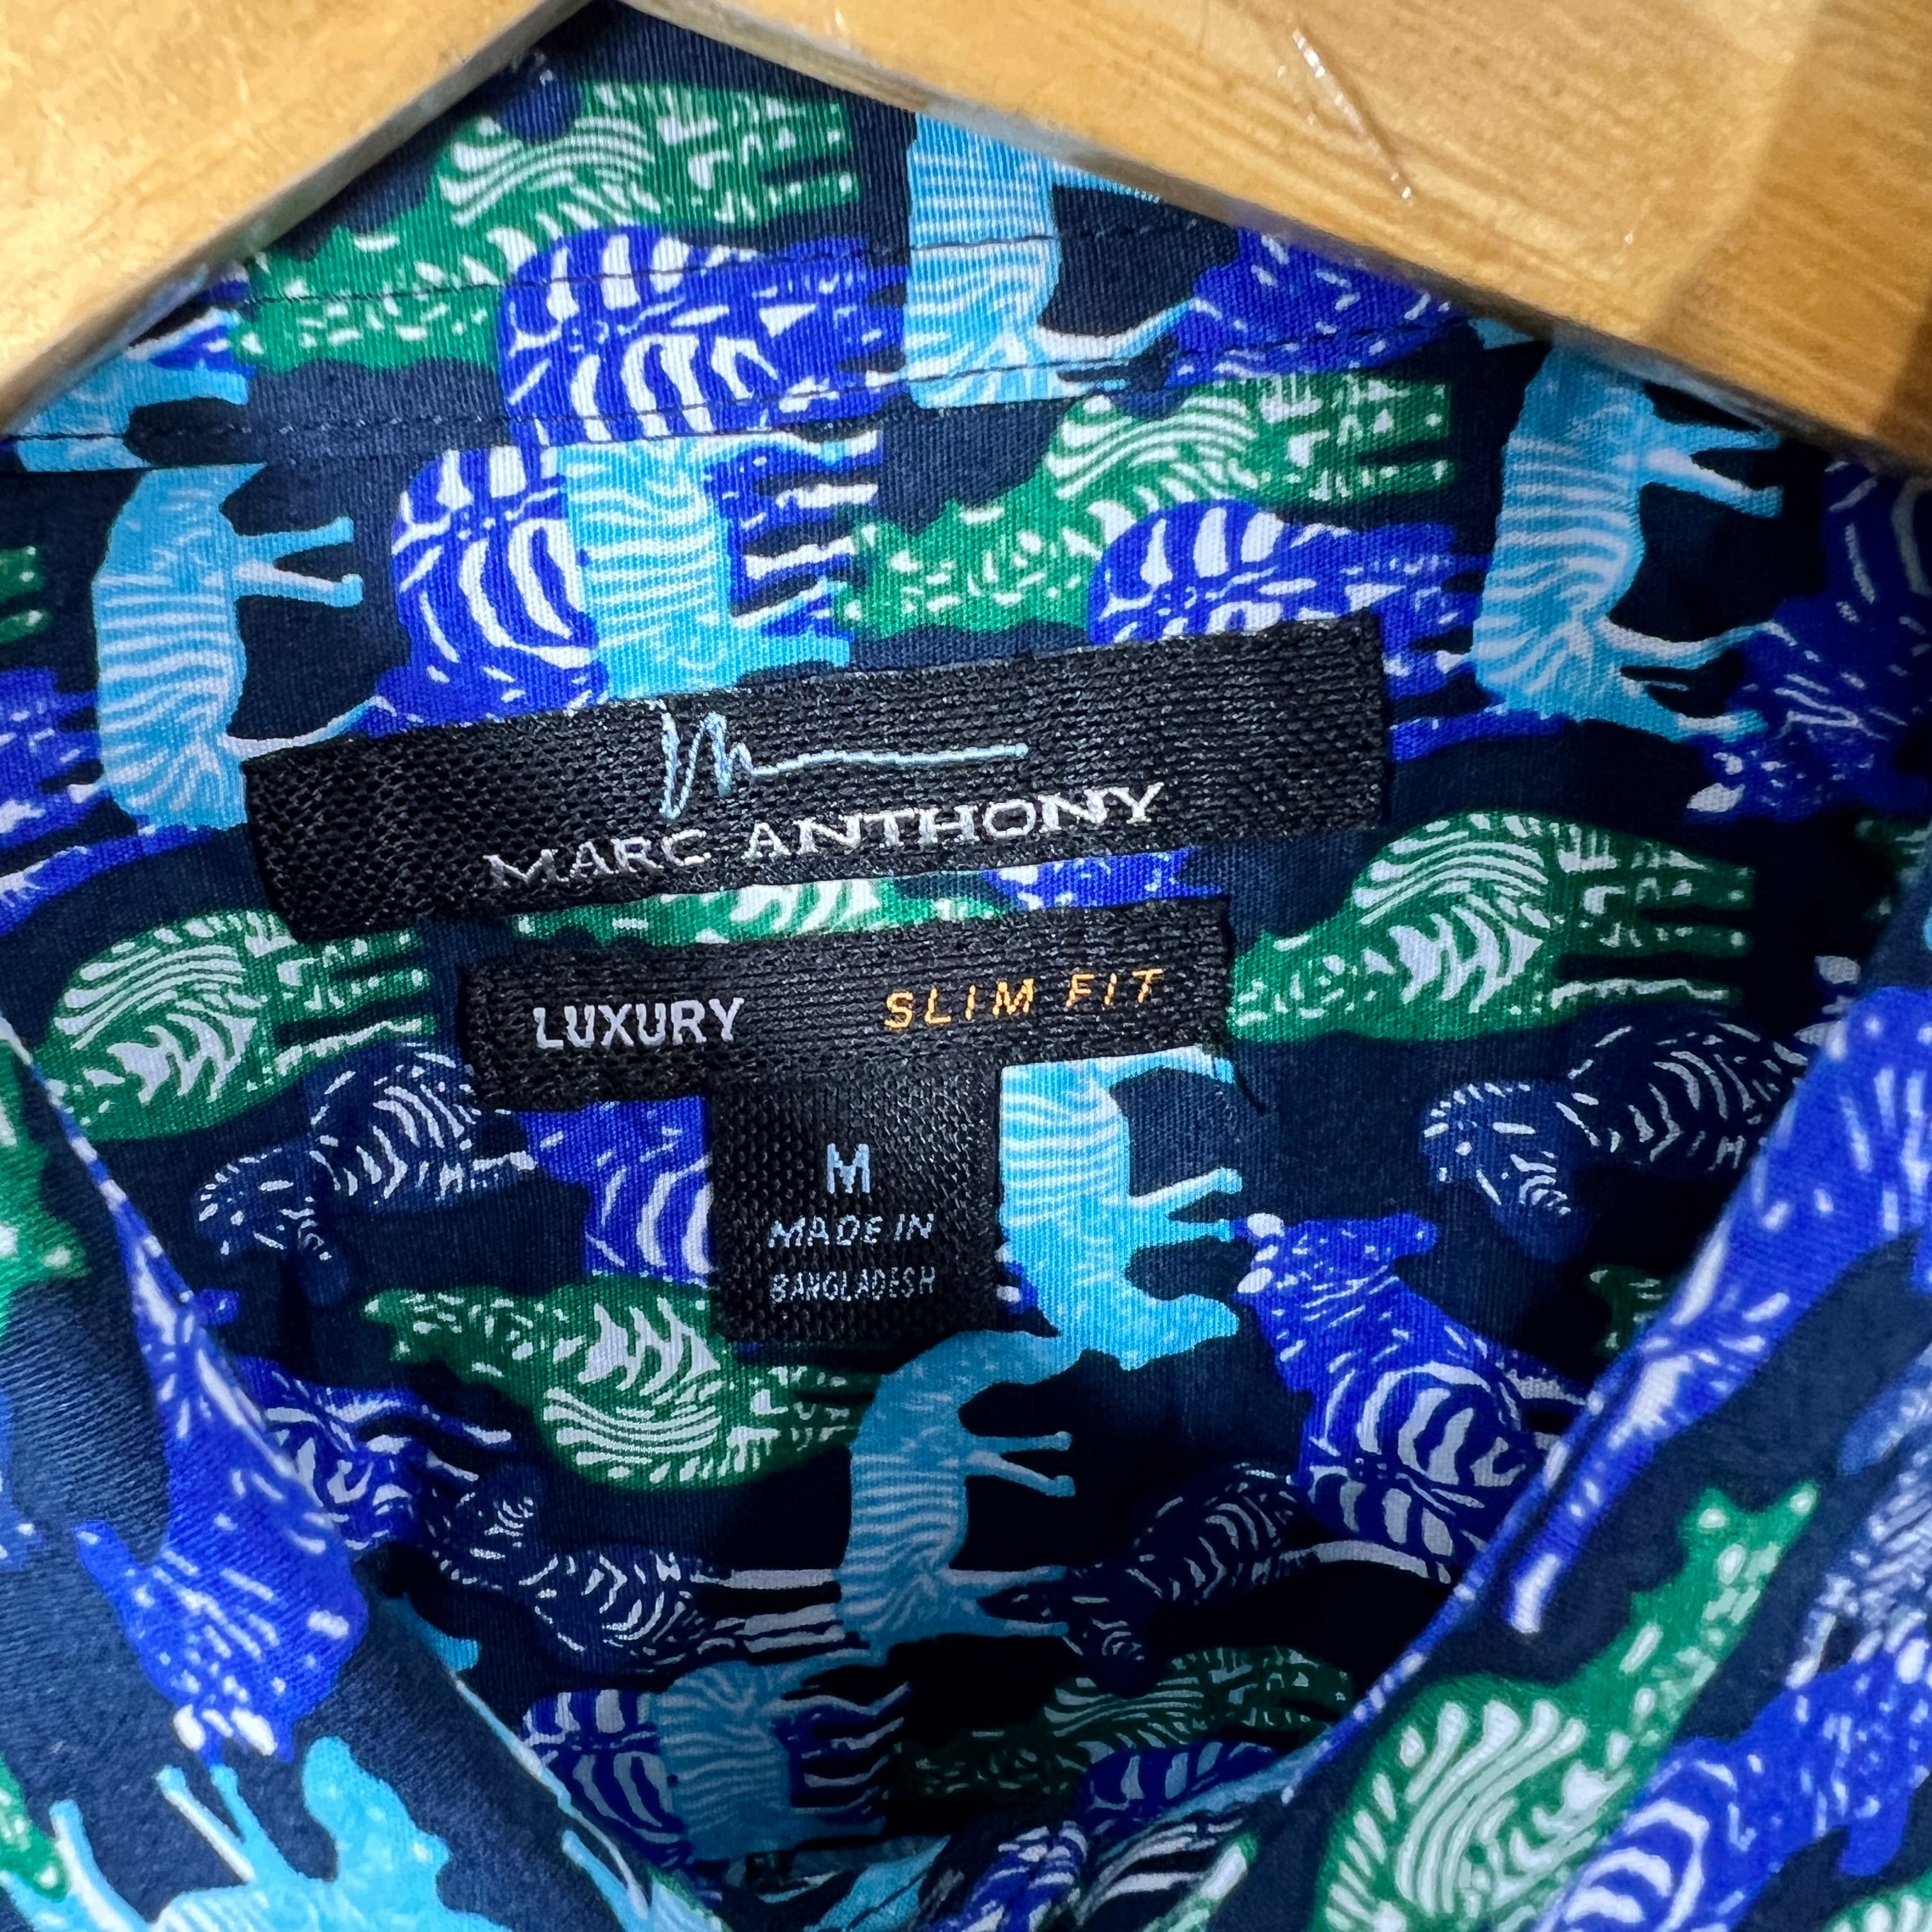 MARC ANTHONY
LUXURY SLIM FIT
M
MADE IN
BANGLADESH